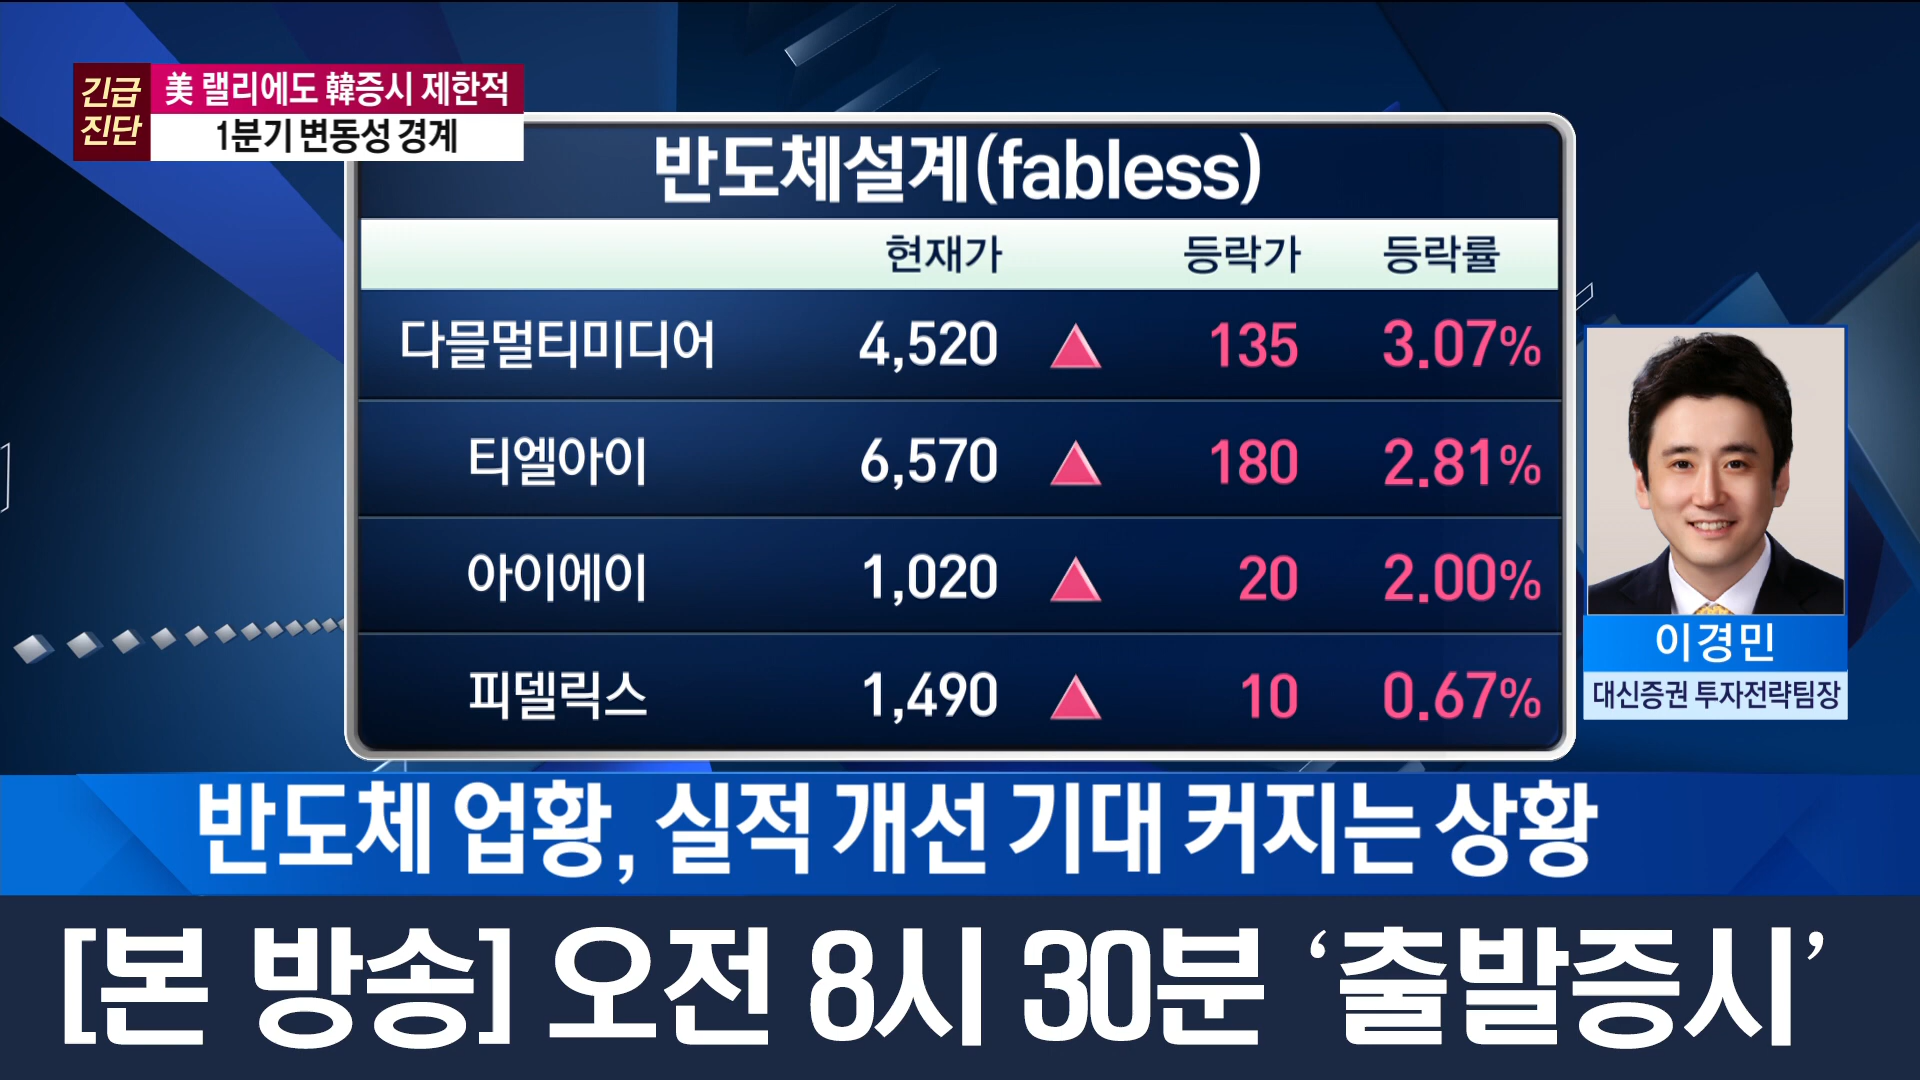 긴급
진단
美 랠리에도 韓증시 제한적
1분기 변동성 경계
반도체설계(fabless)
현재가 등락가 등락률
다믈멀티미디어 4,520 ▲ 135 3.07%
티엘아이 6,570 ▲ 180 2.81%
아이에이 1,020 ▲ 20 2.00%
피델릭스 1,490 ▲ 10 0.67%
이경민
대신증권 투자전략팀장
반도체 업황, 실적 개선 기대 커지는 상황
[본 방송] 오전 8시 30분 ‘출발증시’